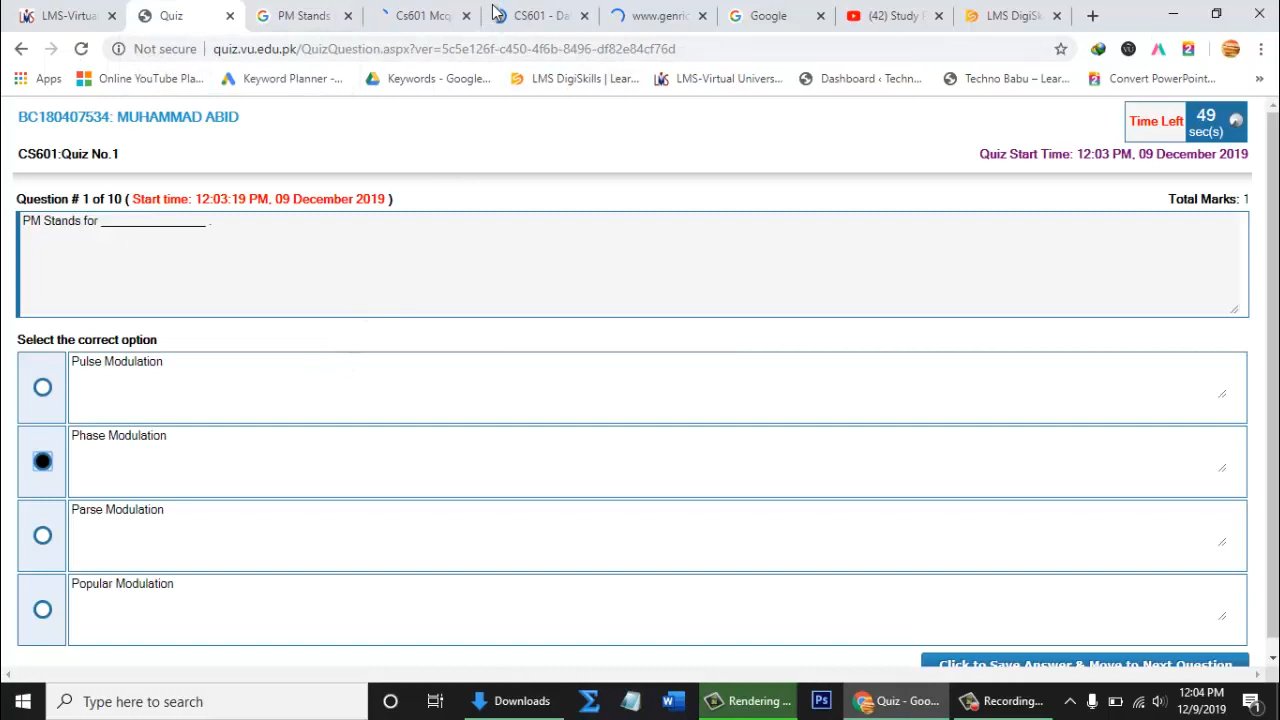 LMS-Virtual
Quiz
PM Stands
Cs601 Mcq
CS601 - Da
www.genric
Google
(42) Study F
LMS DigiSk
Not secure
quiz.vu.edu.pk/QuizQuestion.aspx?ver=5c5e126f-c450-4f6b-8496-df82e84cf76d
Apps
Online YouTube Pla...
Keyword Planner -...
Keywords - Google...
LMS DigiSkills | Lear...
LMS-Virtual Univers...
Dashboard ‹ Techn...
Techno Babu – Lear...
Convert PowerPoint...
BC180407534: MUHAMMAD ABID
Time Left
49
sec(s)
CS601:Quiz No.1
Quiz Start Time: 12:03 PM, 09 December 2019
Question # 1 of 10 ( Start time: 12:03:19 PM, 09 December 2019 )
Total Marks: 1
PM Stands for ________________ .
Select the correct option
Pulse Modulation
Phase Modulation
Parse Modulation
Popular Modulation
Click to Save Answer & Move to Next Question
Type here to search
Downloads
Rendering ...
Quiz - Goo...
Recording...
12:04 PM
12/9/2019